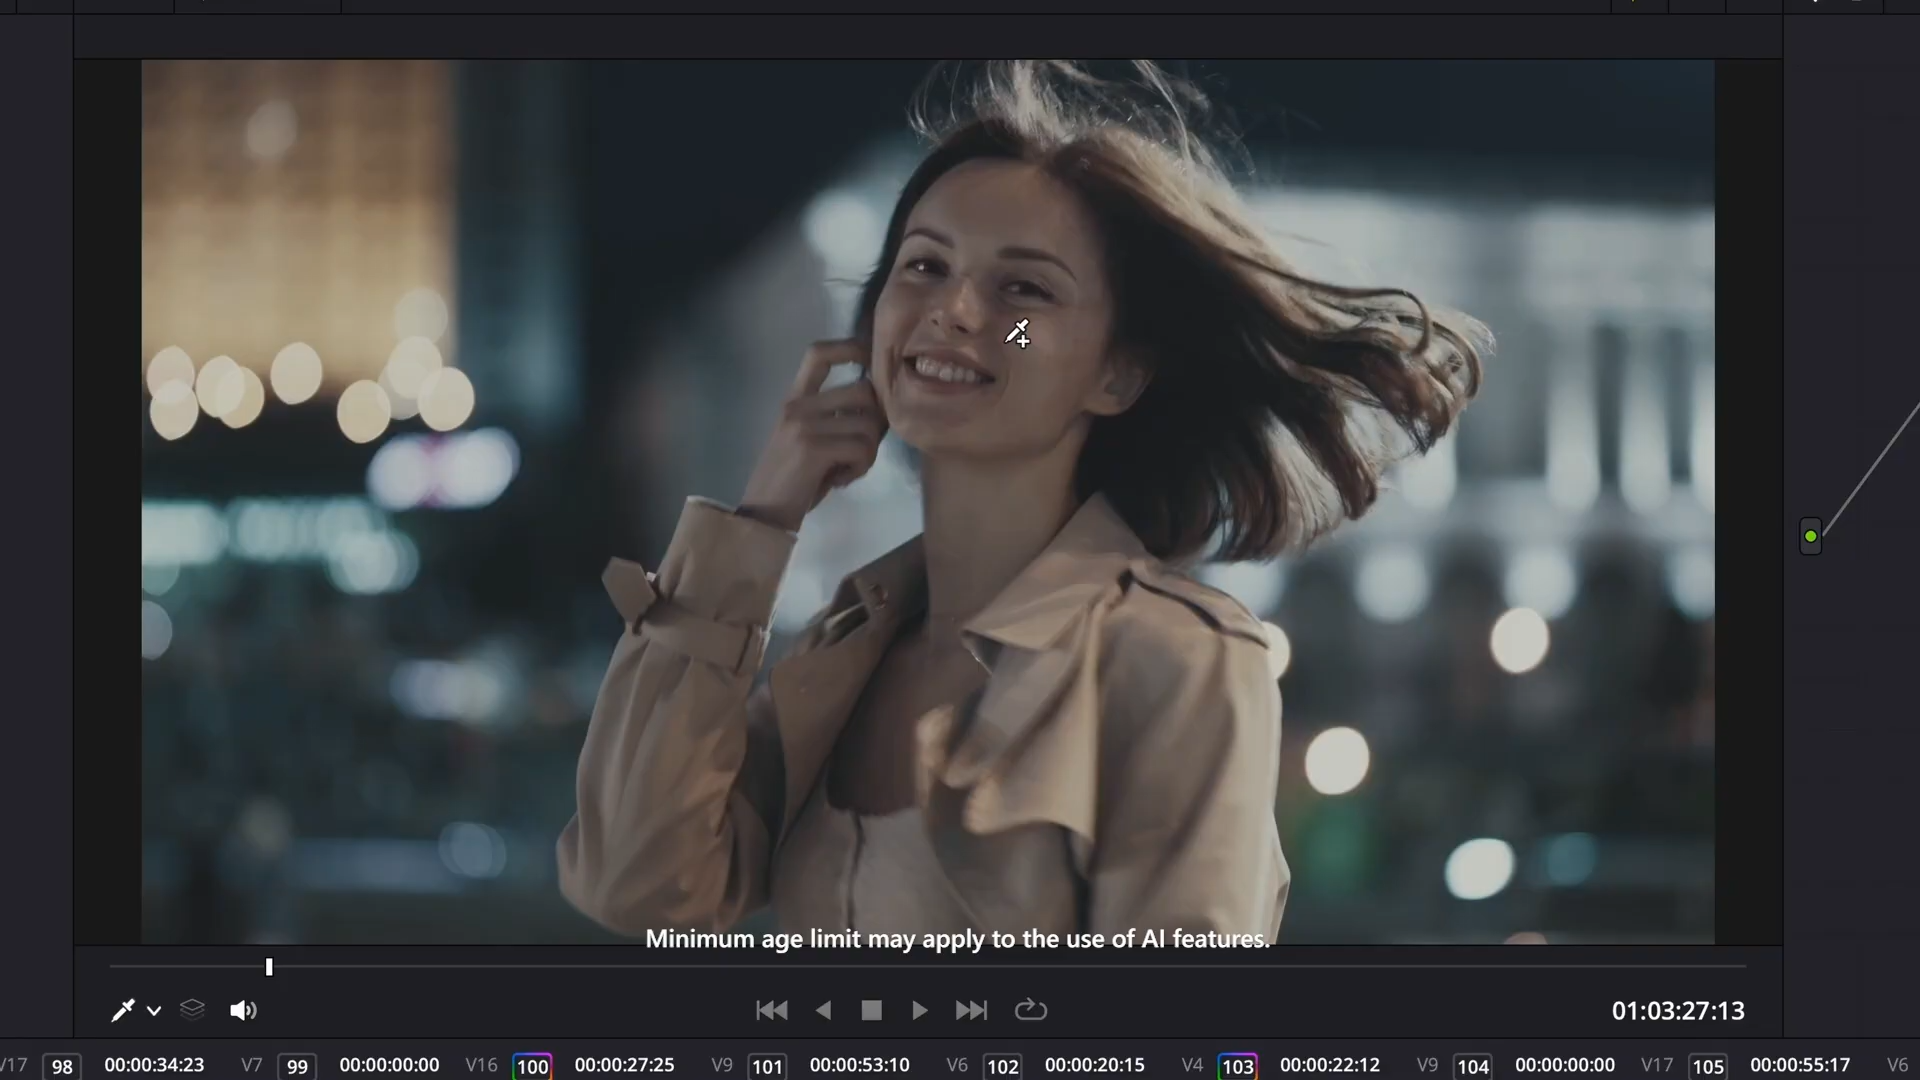 Minimum age limit may apply to the use of AI features.
01:03:27:13
V17 98 00:00:34:23 V7 99 00:00:00:00 V16 100 00:00:27:25 V9 101 00:00:53:10 V6 102 00:00:20:15 V4 103 00:00:22:12 V9 104 00:00:00:00 V17 105 00:00:55:17 V6